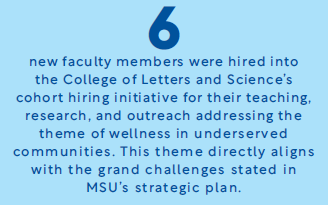 6
new faculty members were hired into
the College of Letters and Science's
cohort hiring initiative for their teaching,
research, and outreach addressing the
theme of wellness in underserved
communities. This theme directly aligns
with the grand challenges stated in
MSU's strategic plan.